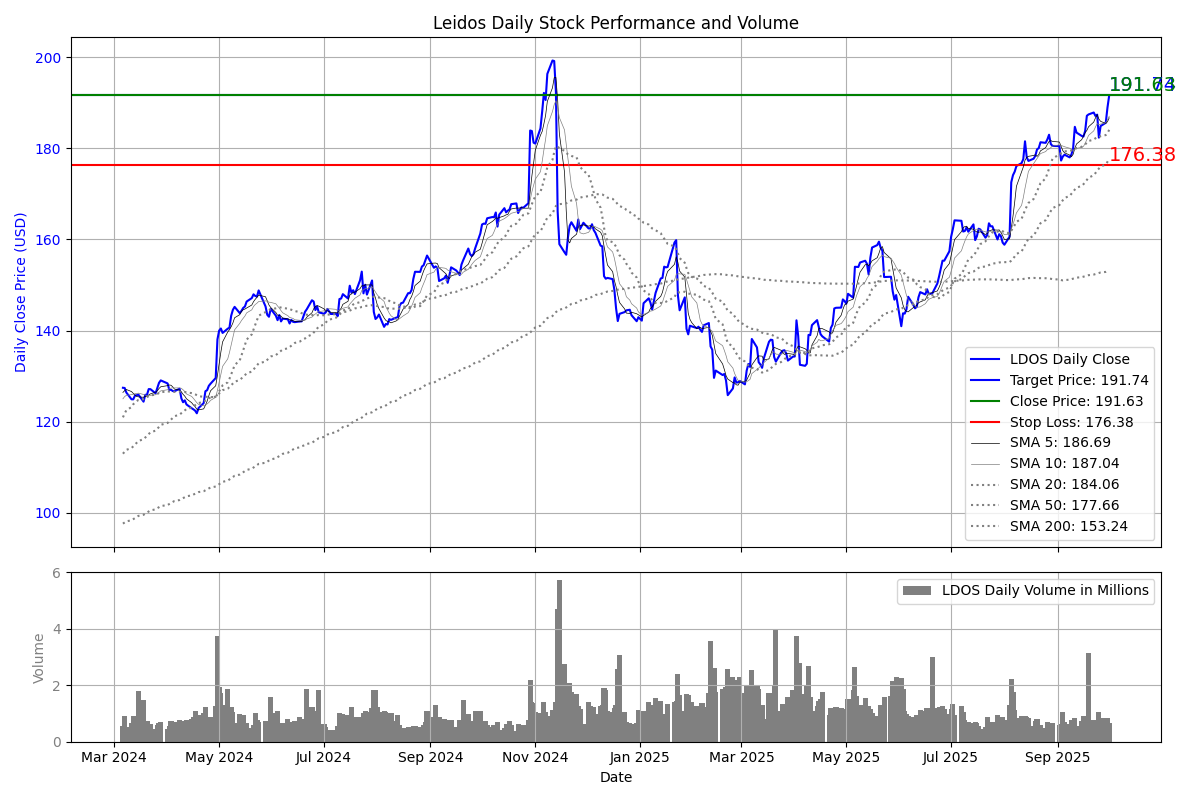 Leidos Daily Stock Performance and Volume
Daily Close Price (USD)
200
180
160
140
120
100
176.38
LDOS Daily Close
Target Price: 191.74
Close Price: 191.63
Stop Loss: 176.38
SMA 5: 186.69
SMA 10: 187.04
SMA 20: 184.06
SMA 50: 177.66
SMA 200: 153.24
Volume
6
4
2
0
LDOS Daily Volume in Millions
Mar 2024 May 2024 Jul 2024 Sep 2024 Nov 2024 Jan 2025 Mar 2025 May 2025 Jul 2025 Sep 2025
Date